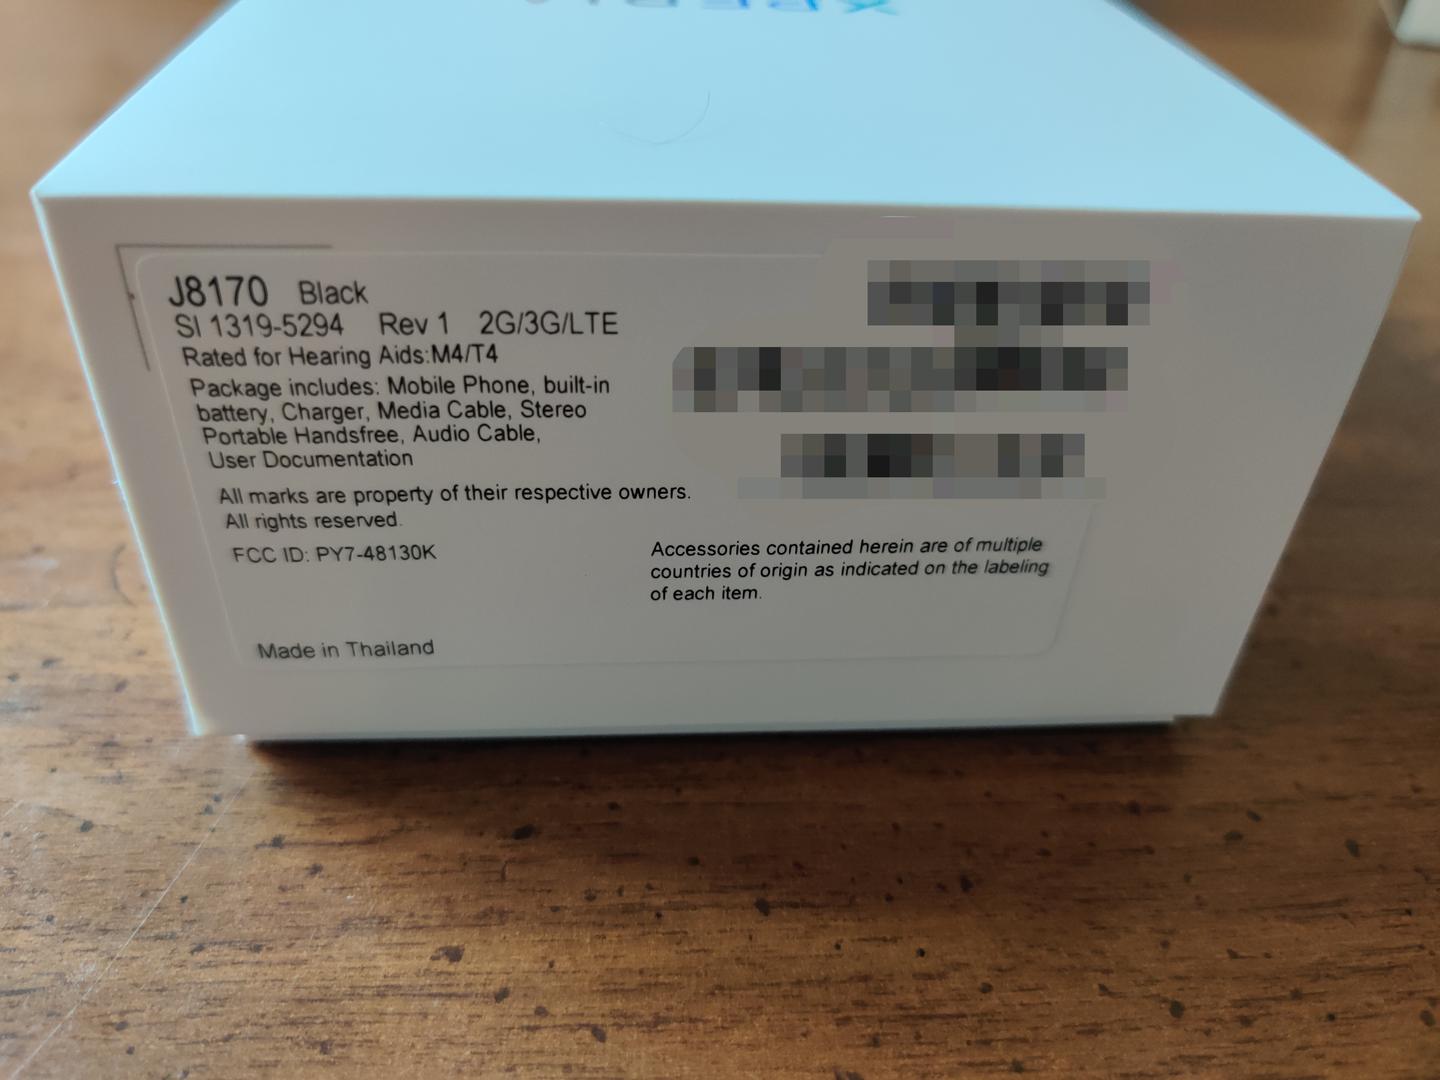 XPERIA
J8170 Black
SI 1319-5294 Rev 1 2G/3G/LTE
Rated for Hearing Aids:M4/T4
Package includes: Mobile Phone, built-in
battery, Charger, Media Cable, Stereo
Portable Handsfree, Audio Cable,
User Documentation
All marks are property of their respective owners.
All rights reserved.
FCC ID: PY7-48130K
Accessories contained herein are of multiple
countries of origin as indicated on the labeling
of each item.
Made in Thailand